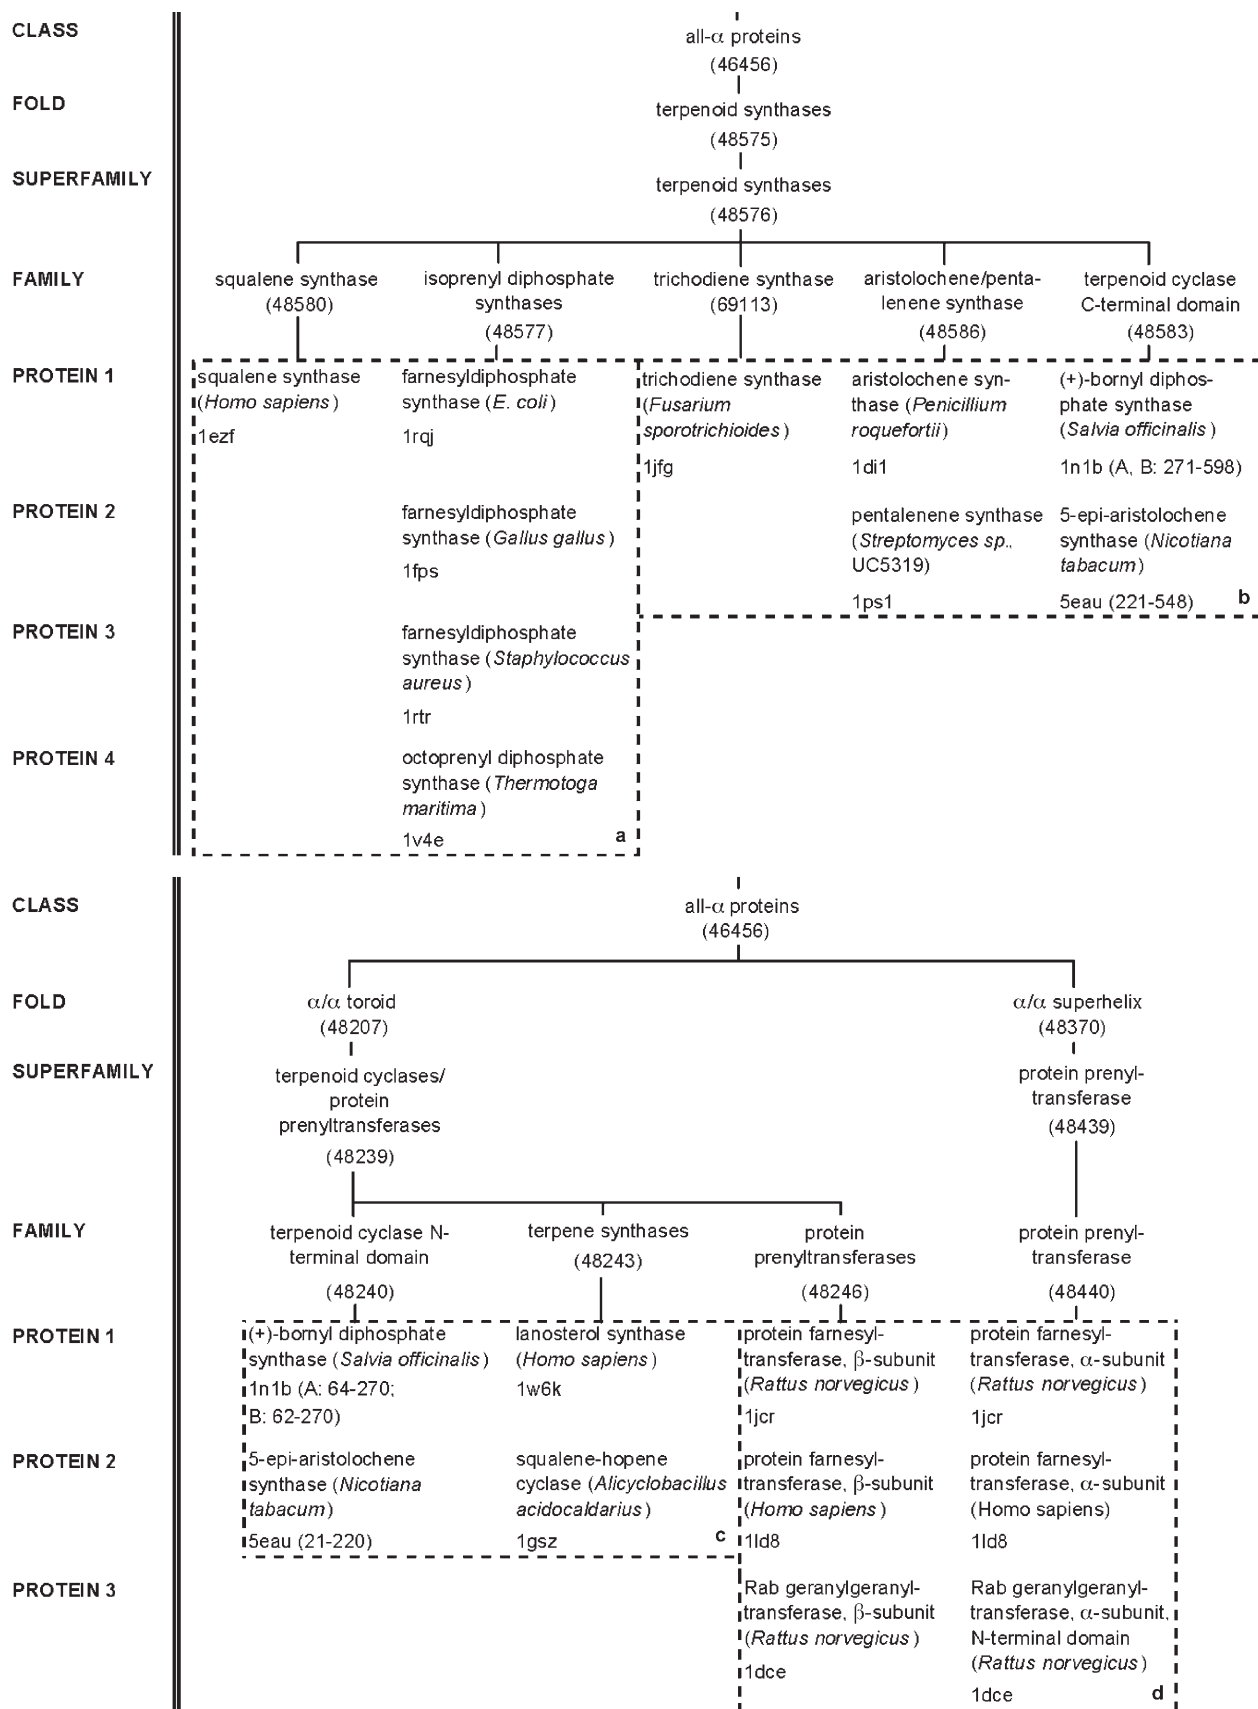 CLASS
all-α proteins
(46456)
FOLD
terpenoid synthases
(48575)
SUPERFAMILY
terpenoid synthases
(48576)
FAMILY
squalene synthase
(48580)
isoprenyl diphosphate
synthases
(48577)
trichodiene synthase
(69113)
aristolochene/penta-
lenene synthase
(48586)
terpenoid cyclase
C-terminal domain
(48583)
PROTEIN 1
squalene synthase
(Homo sapiens)
1ezf
farnesyldiphosphate
synthase (E. coli)
1rqj
trichodiene synthase
(Fusarium
sporotrichioides)
1jfg
aristolochene syn-
thase (Penicillium
roquefortii)
1di1
(+)-bornyl diphos-
phate synthase
(Salvia officinalis)
1n1b (A, B: 271-598)
PROTEIN 2
farnesyldiphosphate
synthase (Gallus gallus)
1fps
pentalenene synthase
(Streptomyces sp.,
UC5319)
1ps1
5-epi-aristolochene
synthase (Nicotiana
tabacum)
5eau (221-548)
b
PROTEIN 3
farnesyldiphosphate
synthase (Staphylococcus
aureus)
1rtr
PROTEIN 4
octoprenyl diphosphate
synthase (Thermotoga
maritima)
1v4e
a
CLASS
all-α proteins
(46456)
FOLD
α/α toroid
(48207)
α/α superhelix
(48370)
SUPERFAMILY
terpenoid cyclases/
protein
prenyltransferases
(48239)
protein prenyl-
transferase
(48439)
FAMILY
terpenoid cyclase N-
terminal domain
(48240)
terpene synthases
(48243)
protein
prenyltransferases
(48246)
protein prenyl-
transferase
(48440)
PROTEIN 1
(+)-bornyl diphosphate
synthase (Salvia officinalis)
1n1b (A: 64-270;
B: 62-270)
lanosterol synthase
(Homo sapiens)
1w6k
protein farnesyl-
transferase, β-subunit
(Rattus norvegicus)
1jcr
protein farnesyl-
transferase, α-subunit
(Rattus norvegicus)
1jcr
PROTEIN 2
5-epi-aristolochene
synthase (Nicotiana
tabacum)
5eau (21-220)
squalene-hopene
cyclase (Alicyclobacillus
acidocaldarius)
1gsz
c
protein farnesyl-
transferase, β-subunit
(Homo sapiens)
1ld8
protein farnesyl-
transferase, α-subunit
(Homo sapiens)
1ld8
PROTEIN 3
Rab geranylgeranyl-
transferase, β-subunit
(Rattus norvegicus)
1dce
Rab geranylgeranyl-
transferase, α-subunit,
N-terminal domain
(Rattus norvegicus)
1dce
d